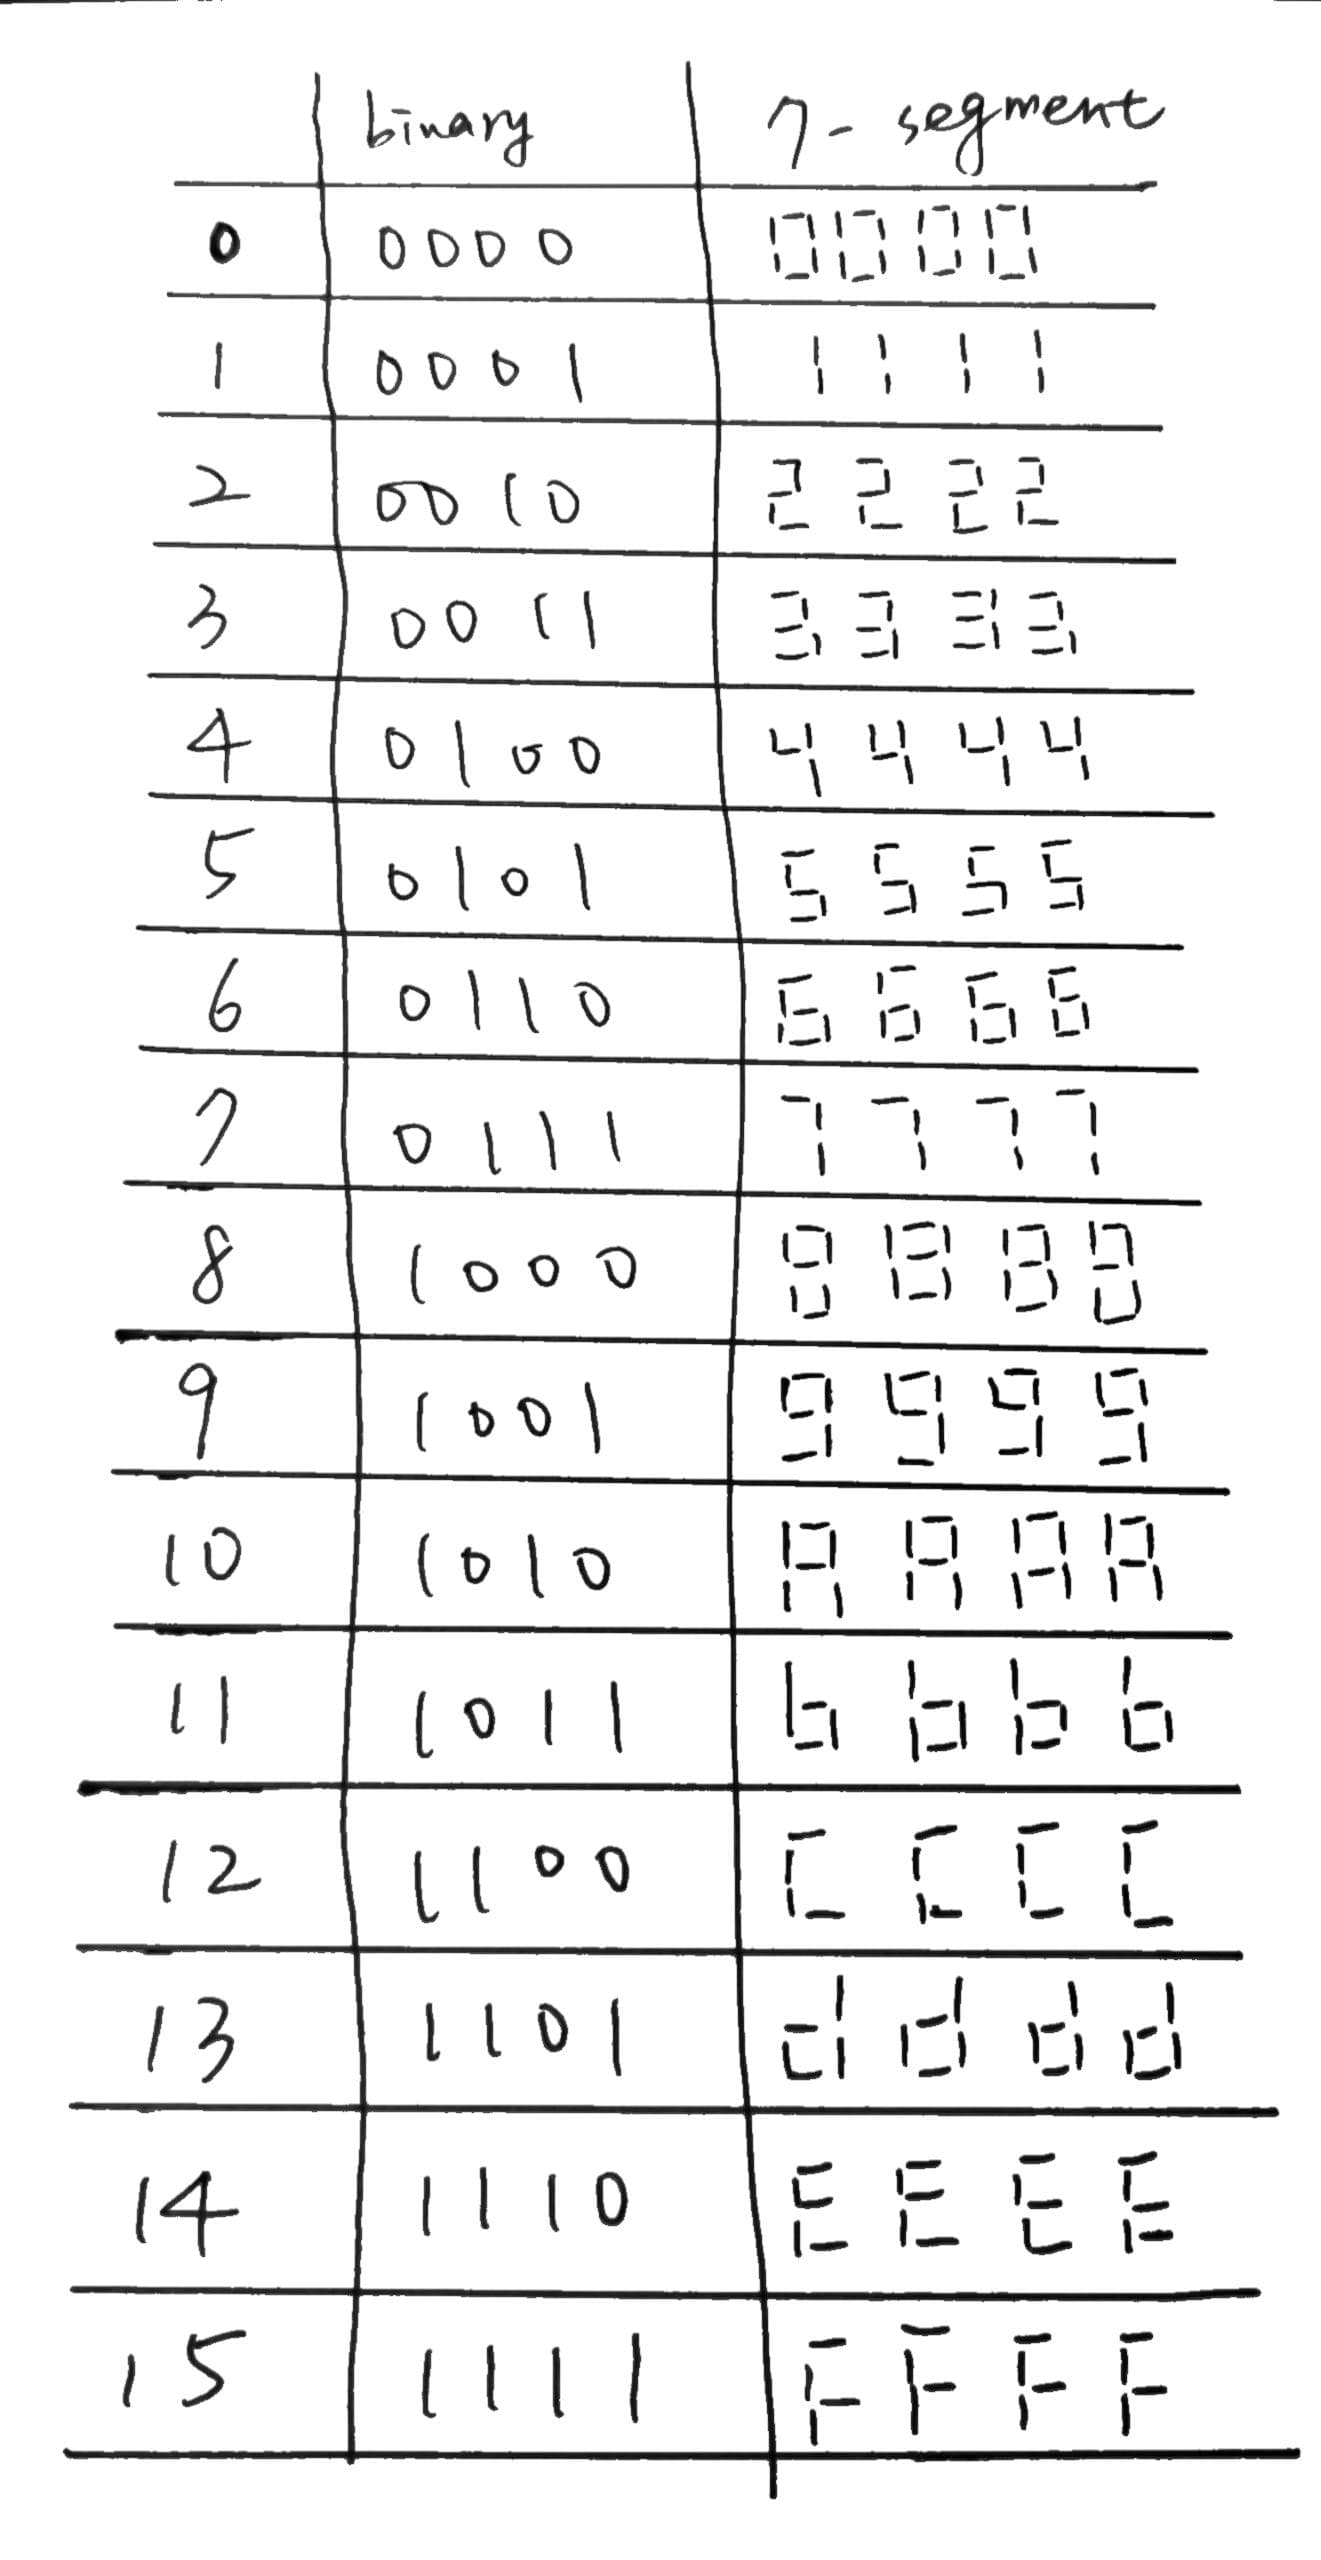 binary 7-segment
0 0000 0000
1 0001 1111
2 0010 2222
3 0011 3333
4 0100 4444
5 0101 5555
6 0110 6666
7 0111 7777
8 1000 8888
9 1001 9999
10 1010 AAAA
11 1011 bbbb
12 1100 CCCC
13 1101 dddd
14 1110 EEEE
15 1111 FFFF